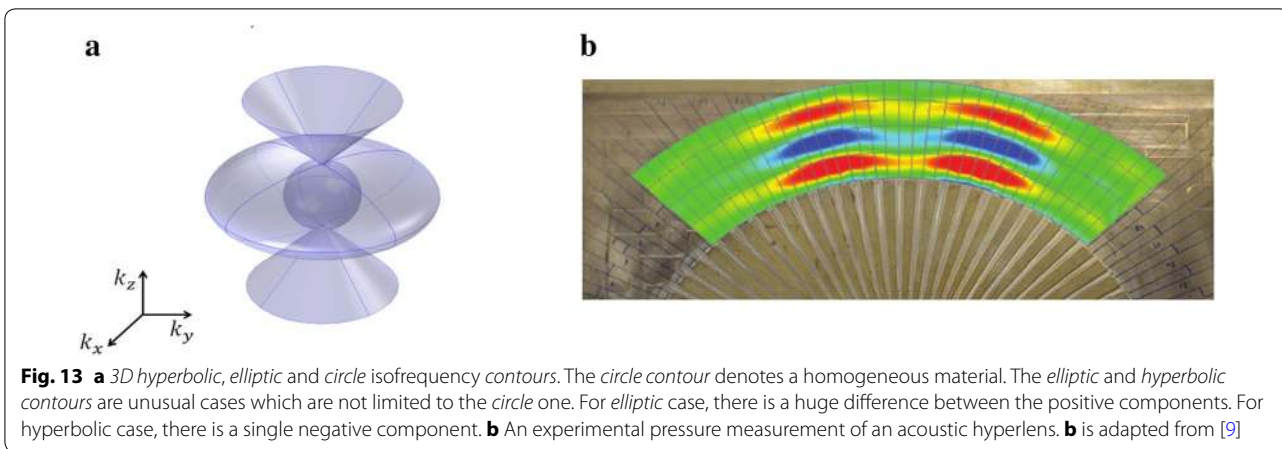 a
b
k_z
k_y
k_x
Fig. 13 a 3D hyperbolic, elliptic and circle isofrequency contours. The circle contour denotes a homogeneous material. The elliptic and hyperbolic
contours are unusual cases which are not limited to the circle one. For elliptic case, there is a huge difference between the positive components. For
hyperbolic case, there is a single negative component. b An experimental pressure measurement of an acoustic hyperlens. b is adapted from [9]